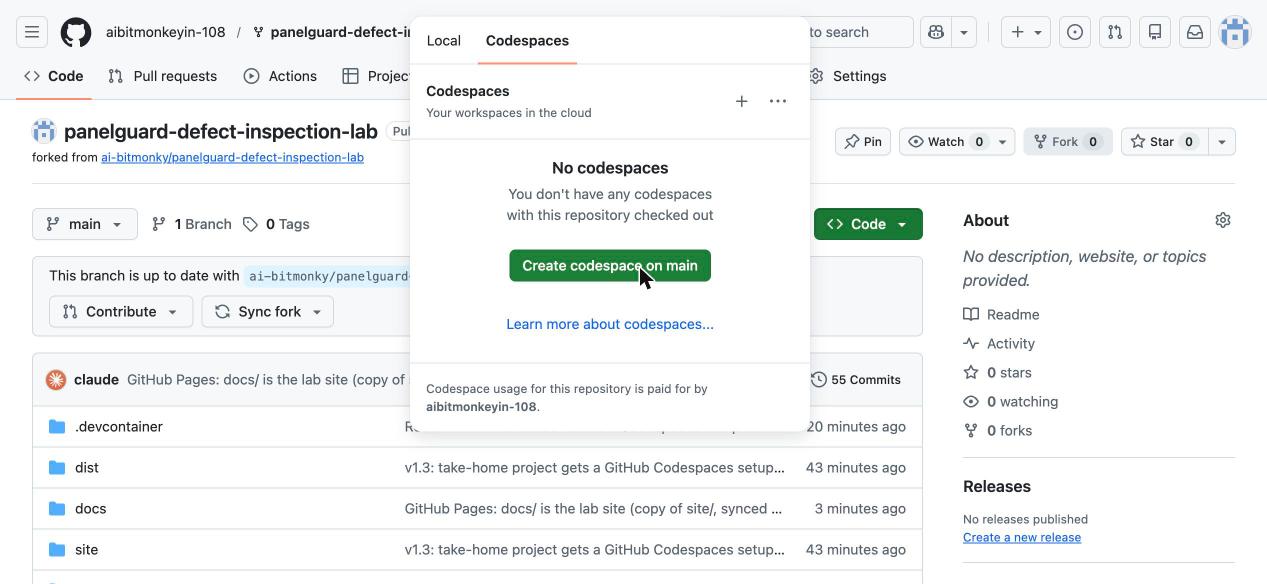 aibitmonkeyin-108 / panelguard-defect-i
to search
Local Codespaces
Code Pull requests Actions Projec Settings
Codespaces
Your workspaces in the cloud
panelguard-defect-inspection-lab
forked from ai-bitmonky/panelguard-defect-inspection-lab
Pin Watch 0 Fork 0 Star 0
No codespaces
You don't have any codespaces
with this repository checked out
main 1 Branch 0 Tags Code
Create codespace on main
This branch is up to date with ai-bitmonky/panelguard-
Contribute Sync fork
Learn more about codespaces...
Codespace usage for this repository is paid for by
aibitmonkeyin-108.
claude GitHub Pages: docs/ is the lab site (copy of 55 Commits
.devcontainer 20 minutes ago
dist v1.3: take-home project gets a GitHub Codespaces setup... 43 minutes ago
docs GitHub Pages: docs/ is the lab site (copy of site/, synced ... 3 minutes ago
site v1.3: take-home project gets a GitHub Codespaces setup... 43 minutes ago
About
No description, website, or topics
provided.
Readme
Activity
0 stars
0 watching
0 forks
Releases
No releases published
Create a new release